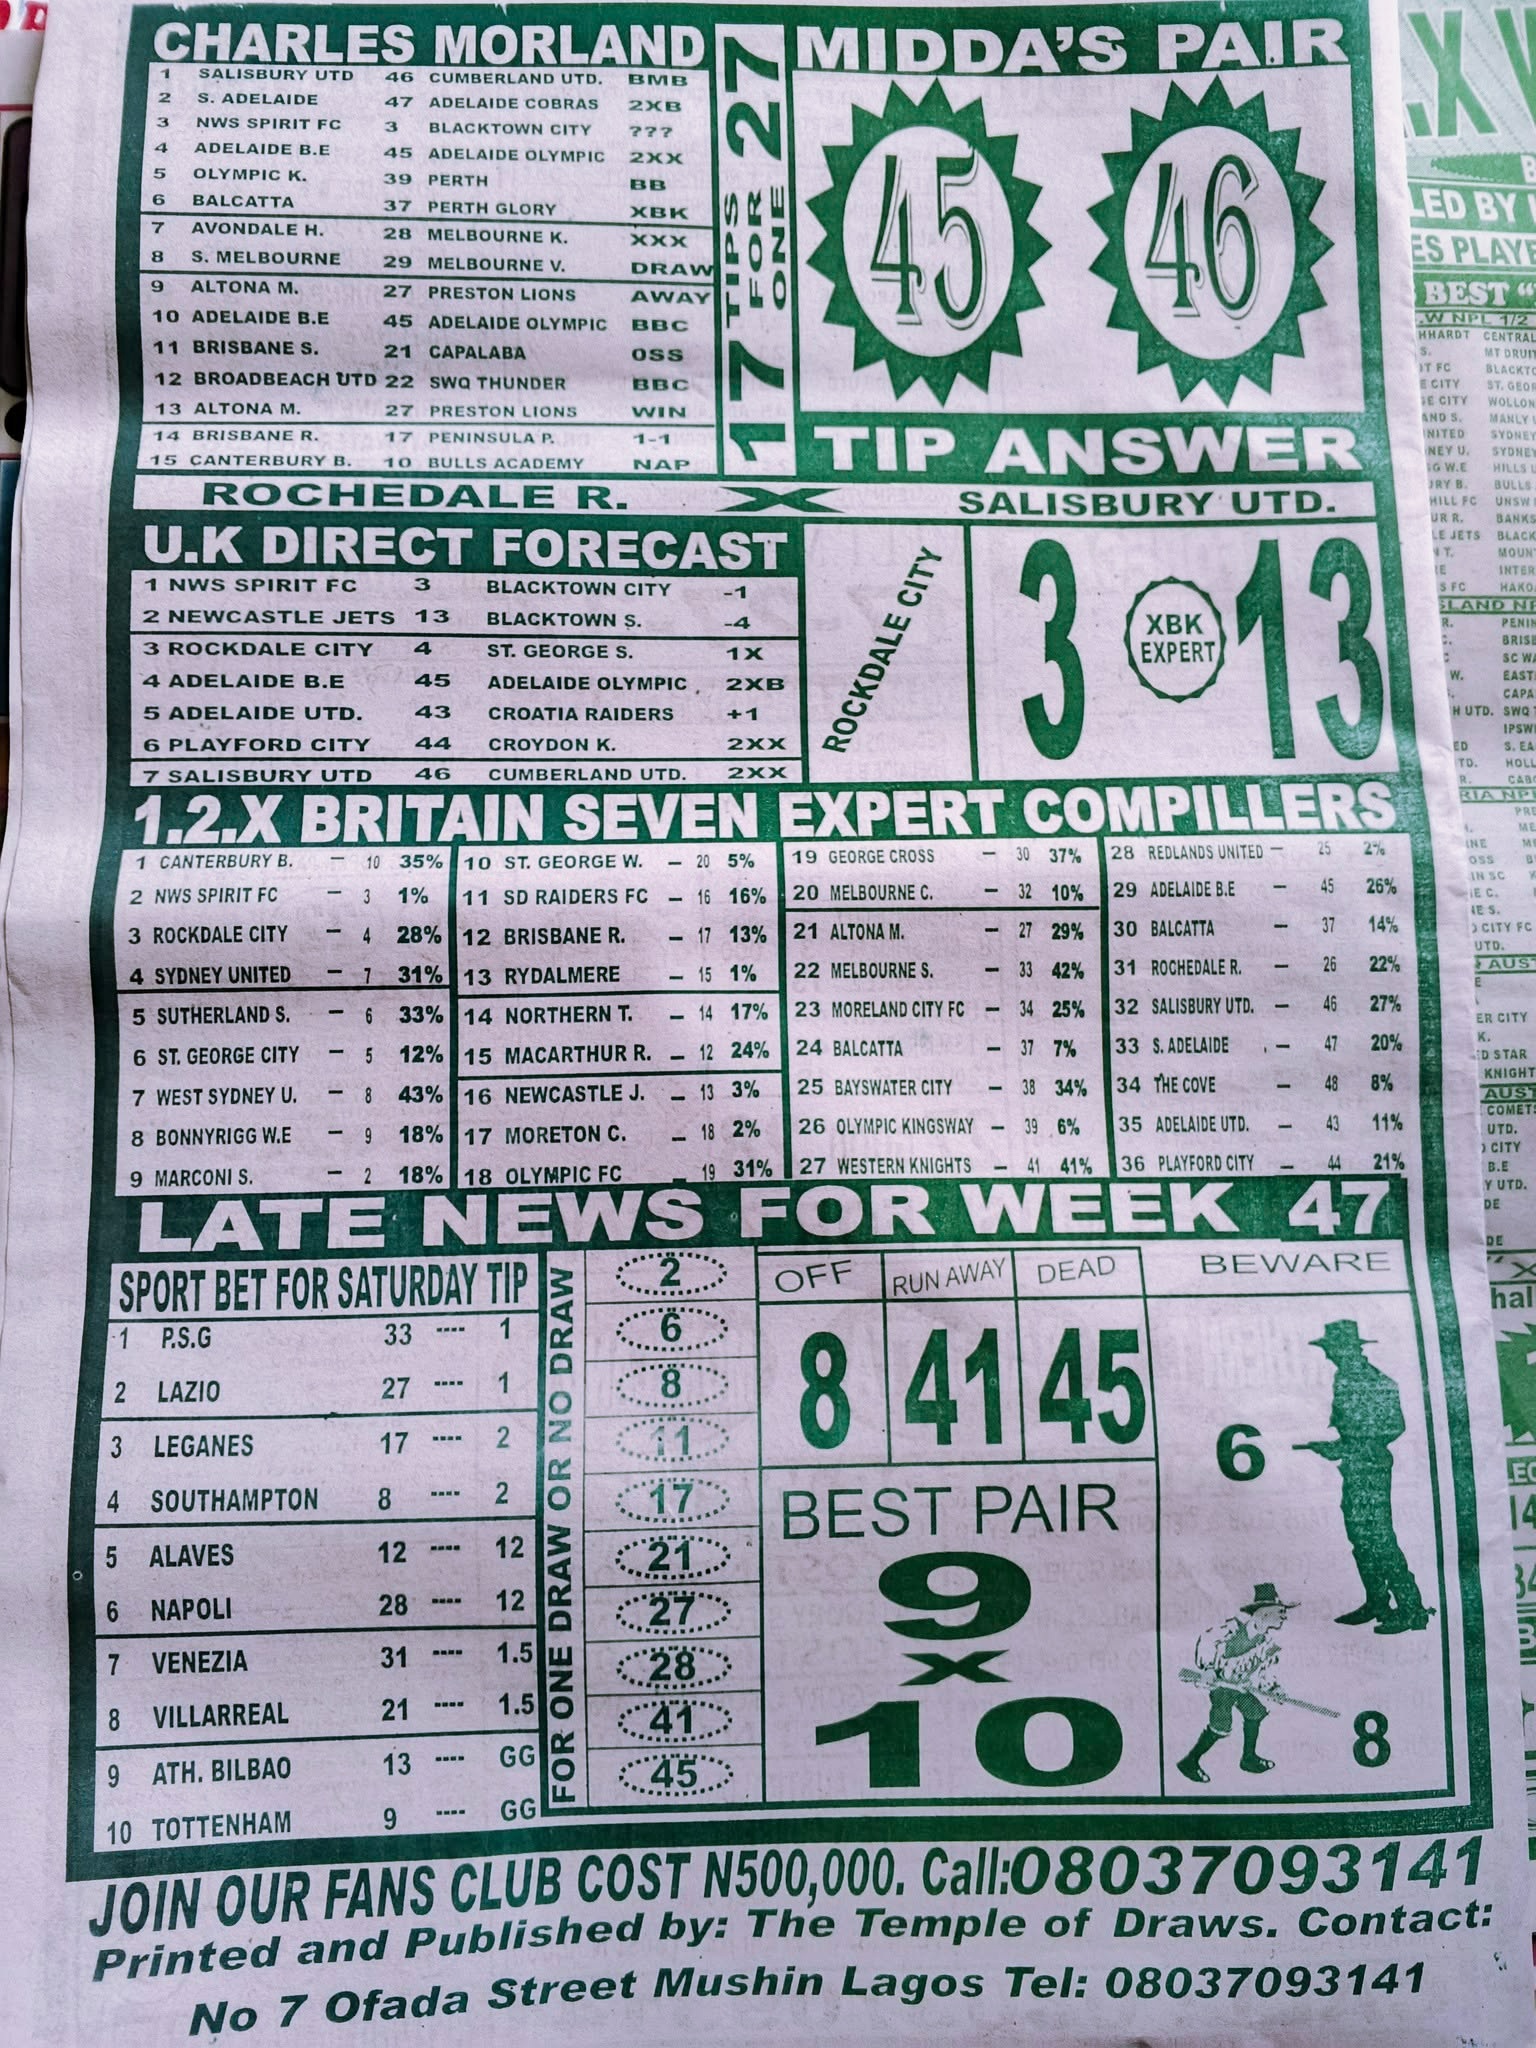 CHARLES MORLAND
1 SALISBURY UTD 46 CUMBERLAND UTD. BMB
2 S. ADELAIDE 47 ADELAIDE COBRAS 2XB
3 NWS SPIRIT FC 3 BLACKTOWN CITY ???
4 ADELAIDE B.E 45 ADELAIDE OLYMPIC 2XX
5 OLYMPIC K. 39 PERTH BB
6 BALCATTA 37 PERTH GLORY XBK
7 AVONDALE H. 28 MELBOURNE K. XXX
8 S. MELBOURNE 29 MELBOURNE V. DRAW
9 ALTONA M. 27 PRESTON LIONS AWAY
10 ADELAIDE B.E 45 ADELAIDE OLYMPIC BBC
11 BRISBANE S. 21 CAPALABA 0SS
12 BROADBEACH UTD 22 SWQ THUNDER BBC
13 ALTONA M. 27 PRESTON LIONS WIN
14 BRISBANE R. 17 PENINSULA P. 1-1
15 CANTERBURY B. 10 BULLS ACADEMY NAP
17 TIPS FOR ONE 27
MIDDA'S PAIR
45 46
TIP ANSWER
ROCHEDALE R. X SALISBURY UTD.
U.K DIRECT FORECAST
1 NWS SPIRIT FC 3 BLACKTOWN CITY -1
2 NEWCASTLE JETS 13 BLACKTOWN S. -4
3 ROCKDALE CITY 4 ST. GEORGE S. 1X
4 ADELAIDE B.E 45 ADELAIDE OLYMPIC 2XB
5 ADELAIDE UTD. 43 CROATIA RAIDERS +1
6 PLAYFORD CITY 44 CROYDON K. 2XX
7 SALISBURY UTD 46 CUMBERLAND UTD. 2XX
ROCKDALE CITY
3 XBK EXPERT 13
1.2.X BRITAIN SEVEN EXPERT COMPILLERS
1 CANTERBURY B. – 10 35%
2 NWS SPIRIT FC – 3 1%
3 ROCKDALE CITY – 4 28%
4 SYDNEY UNITED – 7 31%
5 SUTHERLAND S. – 6 33%
6 ST. GEORGE CITY – 5 12%
7 WEST SYDNEY U. – 8 43%
8 BONNYRIGG W.E – 9 18%
9 MARCONI S. – 2 18%
10 ST. GEORGE W. – 20 5%
11 SD RAIDERS FC – 16 16%
12 BRISBANE R. – 17 13%
13 RYDALMERE – 15 1%
14 NORTHERN T. – 14 17%
15 MACARTHUR R. – 12 24%
16 NEWCASTLE J. – 13 3%
17 MORETON C. – 18 2%
18 OLYMPIC FC 19 31%
19 GEORGE CROSS – 30 37%
20 MELBOURNE C. – 32 10%
21 ALTONA M. – 27 29%
22 MELBOURNE S. – 33 42%
23 MORELAND CITY FC – 34 25%
24 BALCATTA – 37 7%
25 BAYSWATER CITY – 38 34%
26 OLYMPIC KINGSWAY – 39 6%
27 WESTERN KNIGHTS – 41 41%
28 REDLANDS UNITED – 25 2%
29 ADELAIDE B.E – 45 26%
30 BALCATTA – 37 14%
31 ROCHEDALE R. – 26 22%
32 SALISBURY UTD. – 46 27%
33 S. ADELAIDE – 47 20%
34 THE COVE – 48 8%
35 ADELAIDE UTD. – 43 11%
36 PLAYFORD CITY – 44 21%
LATE NEWS FOR WEEK 47
SPORT BET FOR SATURDAY TIP
1 P.S.G 33 ---- 1
2 LAZIO 27 ---- 1
3 LEGANES 17 ---- 2
4 SOUTHAMPTON 8 ---- 2
5 ALAVES 12 ---- 12
6 NAPOLI 28 ---- 12
7 VENEZIA 31 ---- 1.5
8 VILLARREAL 21 ---- 1.5
9 ATH. BILBAO 13 ---- GG
10 TOTTENHAM 9 ---- GG
FOR ONE DRAW OR NO DRAW
2
6
8
11
17
21
27
28
41
45
OFF RUN AWAY DEAD
8 41 45
BEST PAIR
9
X
10
BEWARE
6
8
JOIN OUR FANS CLUB COST N500,000. Call:08037093141
Printed and Published by: The Temple of Draws. Contact:
No 7 Ofada Street Mushin Lagos Tel: 08037093141